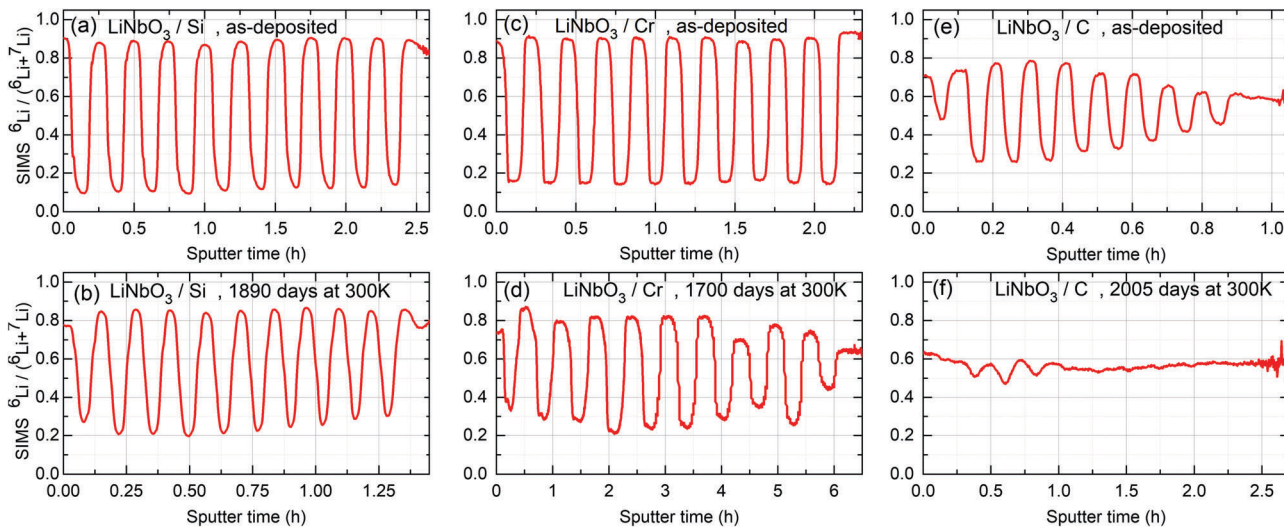 (a) LiNbO₃ / Si , as-deposited
SIMS ⁶Li / (⁶Li+⁷Li)
1.0
0.8
0.6
0.4
0.2
0.0
0.0 0.5 1.0 1.5 2.0 2.5
Sputter time (h)
(c) LiNbO₃ / Cr , as-deposited
1.0
0.8
0.6
0.4
0.2
0.0
0.0 0.5 1.0 1.5 2.0
Sputter time (h)
(e) LiNbO₃ / C , as-deposited
1.0
0.8
0.6
0.4
0.2
0.0
0.0 0.2 0.4 0.6 0.8 1.0
Sputter time (h)
(b) LiNbO₃ / Si , 1890 days at 300K
SIMS ⁶Li / (⁶Li+⁷Li)
1.0
0.8
0.6
0.4
0.2
0.0
0.00 0.25 0.50 0.75 1.00 1.25
Sputter time (h)
(d) LiNbO₃ / Cr , 1700 days at 300K
1.0
0.8
0.6
0.4
0.2
0.0
0 1 2 3 4 5 6
Sputter time (h)
(f) LiNbO₃ / C , 2005 days at 300K
1.0
0.8
0.6
0.4
0.2
0.0
0.0 0.5 1.0 1.5 2.0 2.5
Sputter time (h)